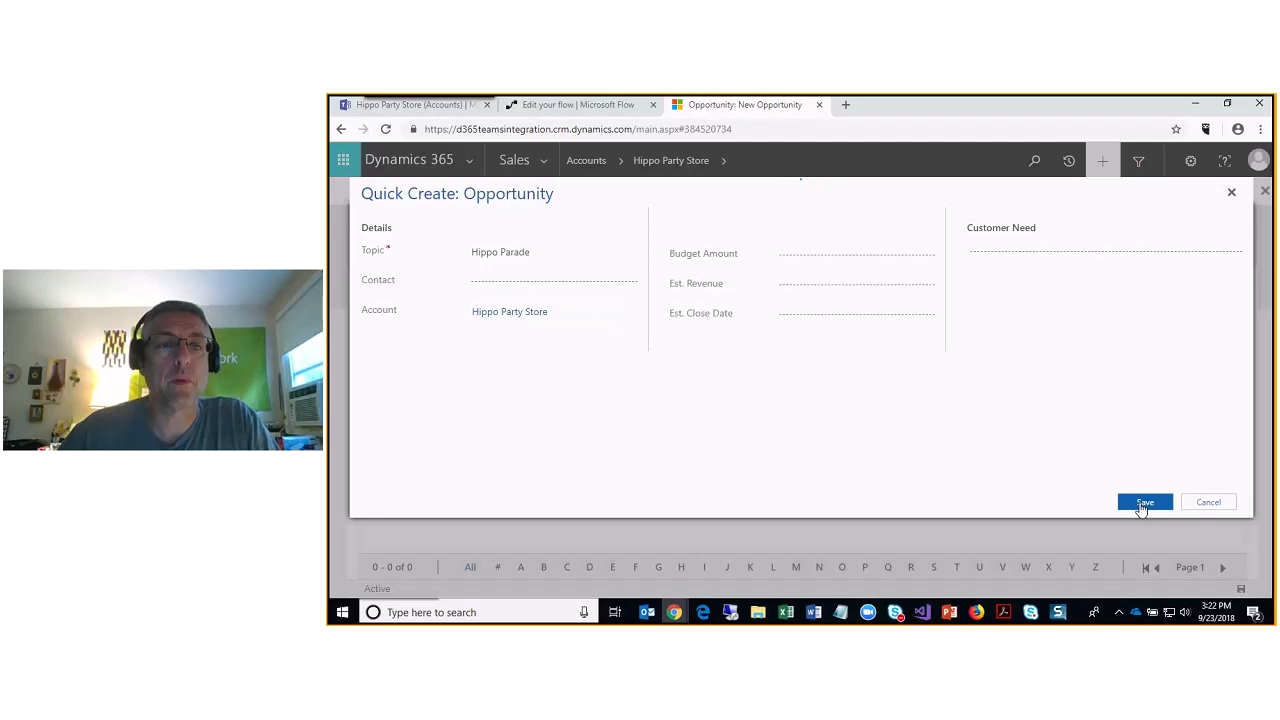 Hippo Party Store (Accounts) | M
Edit your flow | Microsoft Flow
Opportunity: New Opportunity
https://d365teamsintegration.crm.dynamics.com/main.aspx#384520734
Dynamics 365
Sales
Accounts
Hippo Party Store
Quick Create: Opportunity
Details
Topic*
Hippo Parade
Contact
Account
Hippo Party Store
Budget Amount
Est. Revenue
Est. Close Date
Customer Need
Save
Cancel
0 - 0 of 0
All # A B C D E F G H I J K L M N O P Q R S T U V W X Y Z
Page 1
Active
Type here to search
3:22 PM
9/23/2018
2
ork